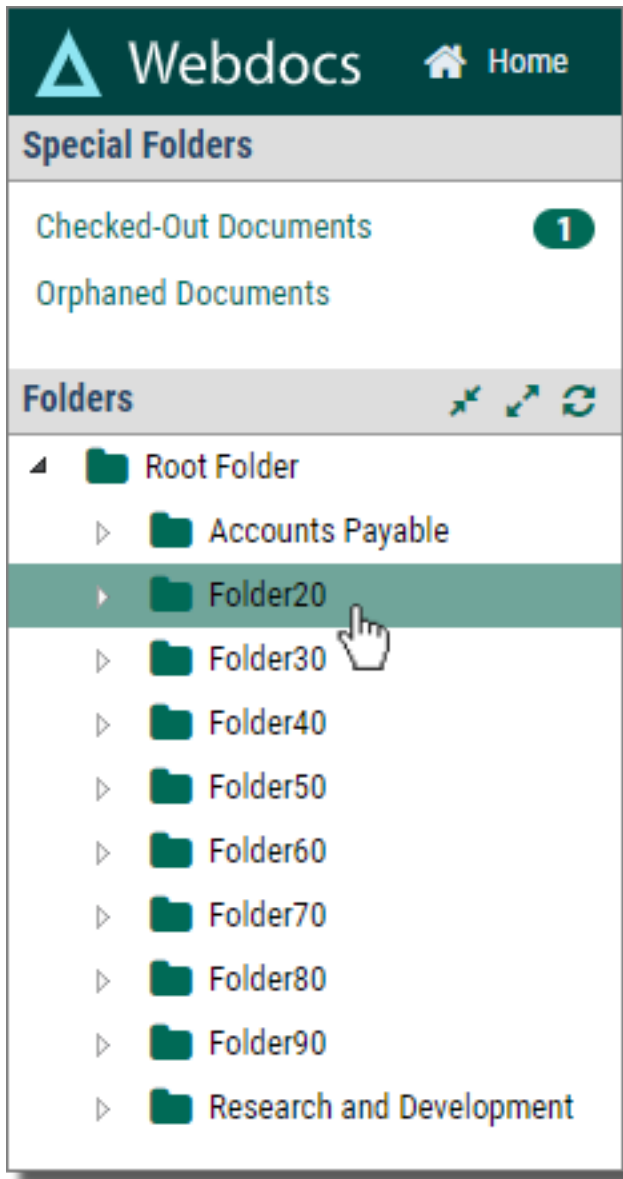 Webdocs Home
Special Folders
Checked-Out Documents 1
Orphaned Documents
Folders
Root Folder
Accounts Payable
Folder20
Folder30
Folder40
Folder50
Folder60
Folder70
Folder80
Folder90
Research and Development